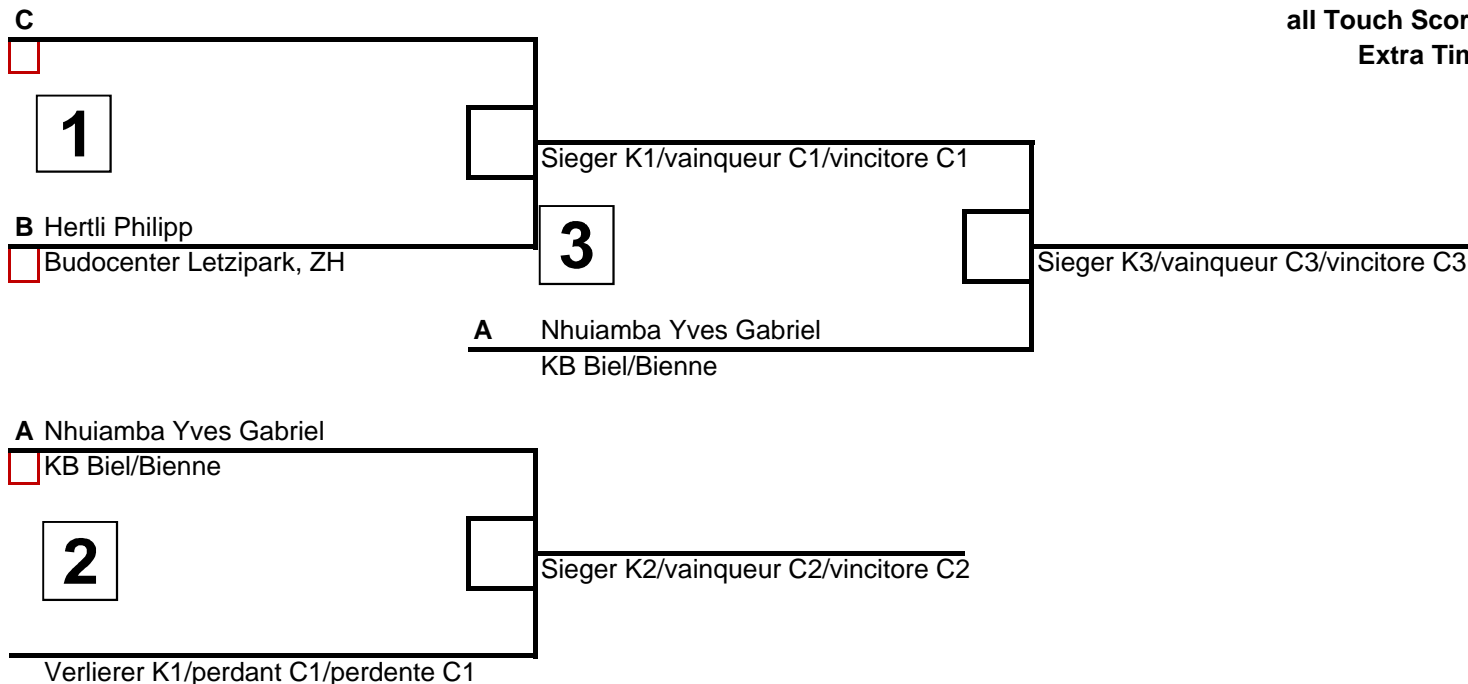 C
all Touch Scor
Extra Tin
1
Sieger K1/vainqueur C1/vincitore C1
B Hertli Philipp
Budocenter Letzipark, ZH
3
Sieger K3/vainqueur C3/vincitore C3
A Nhuiamba Yves Gabriel
KB Biel/Bienne
A Nhuiamba Yves Gabriel
KB Biel/Bienne
2
Sieger K2/vainqueur C2/vincitore C2
Verlierer K1/perdant C1/perdente C1